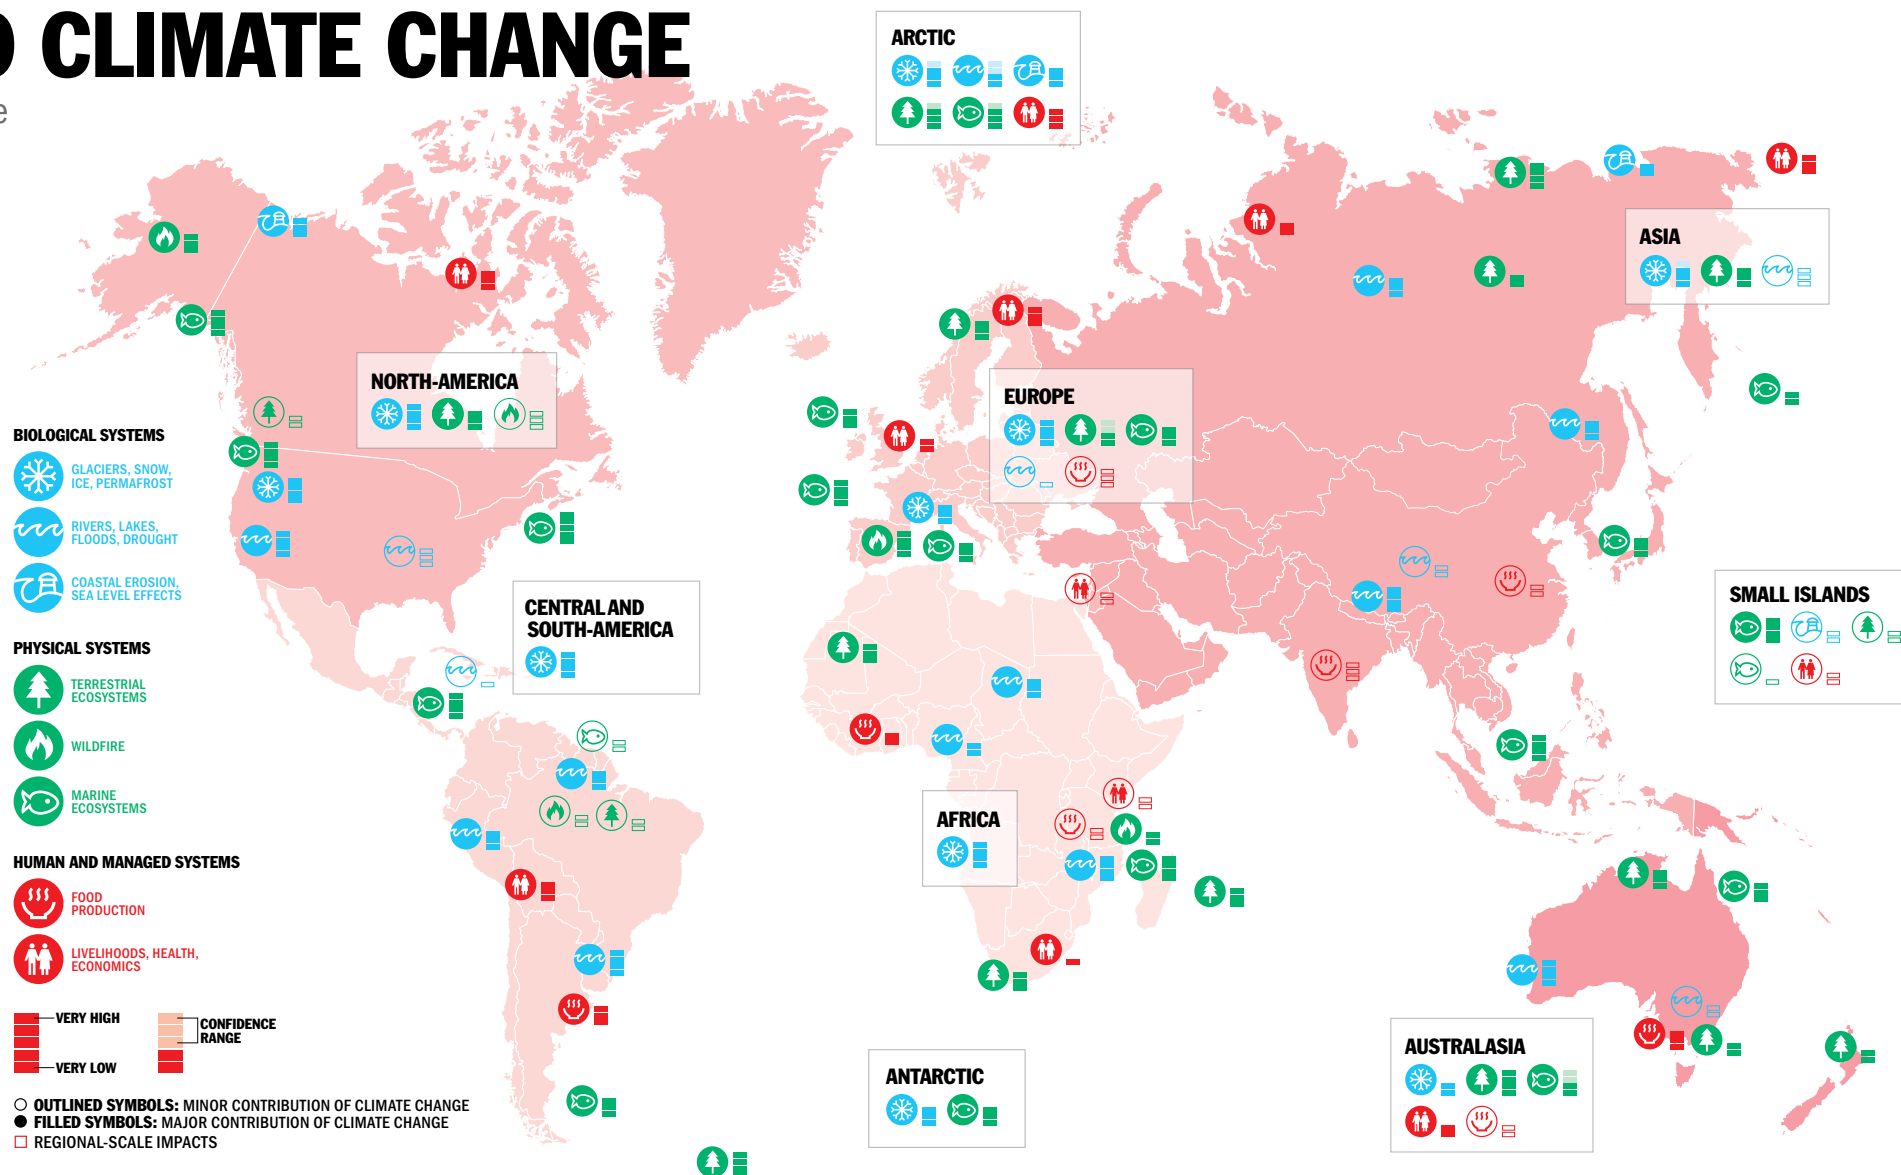 CLIMATE CHANGE
e
ARCTIC
ASIA
NORTH-AMERICA
EUROPE
BIOLOGICAL SYSTEMS
GLACIERS, SNOW,
ICE, PERMAFROST
RIVERS, LAKES,
FLOODS, DROUGHT
COASTAL EROSION,
SEA LEVEL EFFECTS
CENTRAL AND
SOUTH-AMERICA
SMALL ISLANDS
PHYSICAL SYSTEMS
TERRESTRIAL
ECOSYSTEMS
WILDFIRE
MARINE
ECOSYSTEMS
AFRICA
HUMAN AND MANAGED SYSTEMS
FOOD
PRODUCTION
LIVELIHOODS, HEALTH,
ECONOMICS
VERY HIGH
CONFIDENCE
RANGE
VERY LOW
ANTARCTIC
AUSTRALASIA
OUTLINED SYMBOLS: MINOR CONTRIBUTION OF CLIMATE CHANGE
FILLED SYMBOLS: MAJOR CONTRIBUTION OF CLIMATE CHANGE
REGIONAL-SCALE IMPACTS